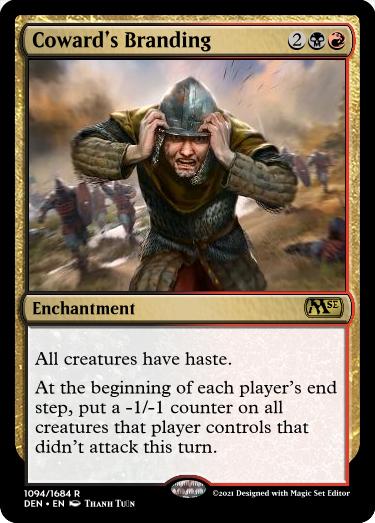 Coward's Branding 2
Enchantment MSE
All creatures have haste.
At the beginning of each player's end
step, put a -1/-1 counter on all
creatures that player controls that
didn't attack this turn.
1094/1684 R
DEN • EN Thanh Tuấn
©2021 Designed with Magic Set Editor